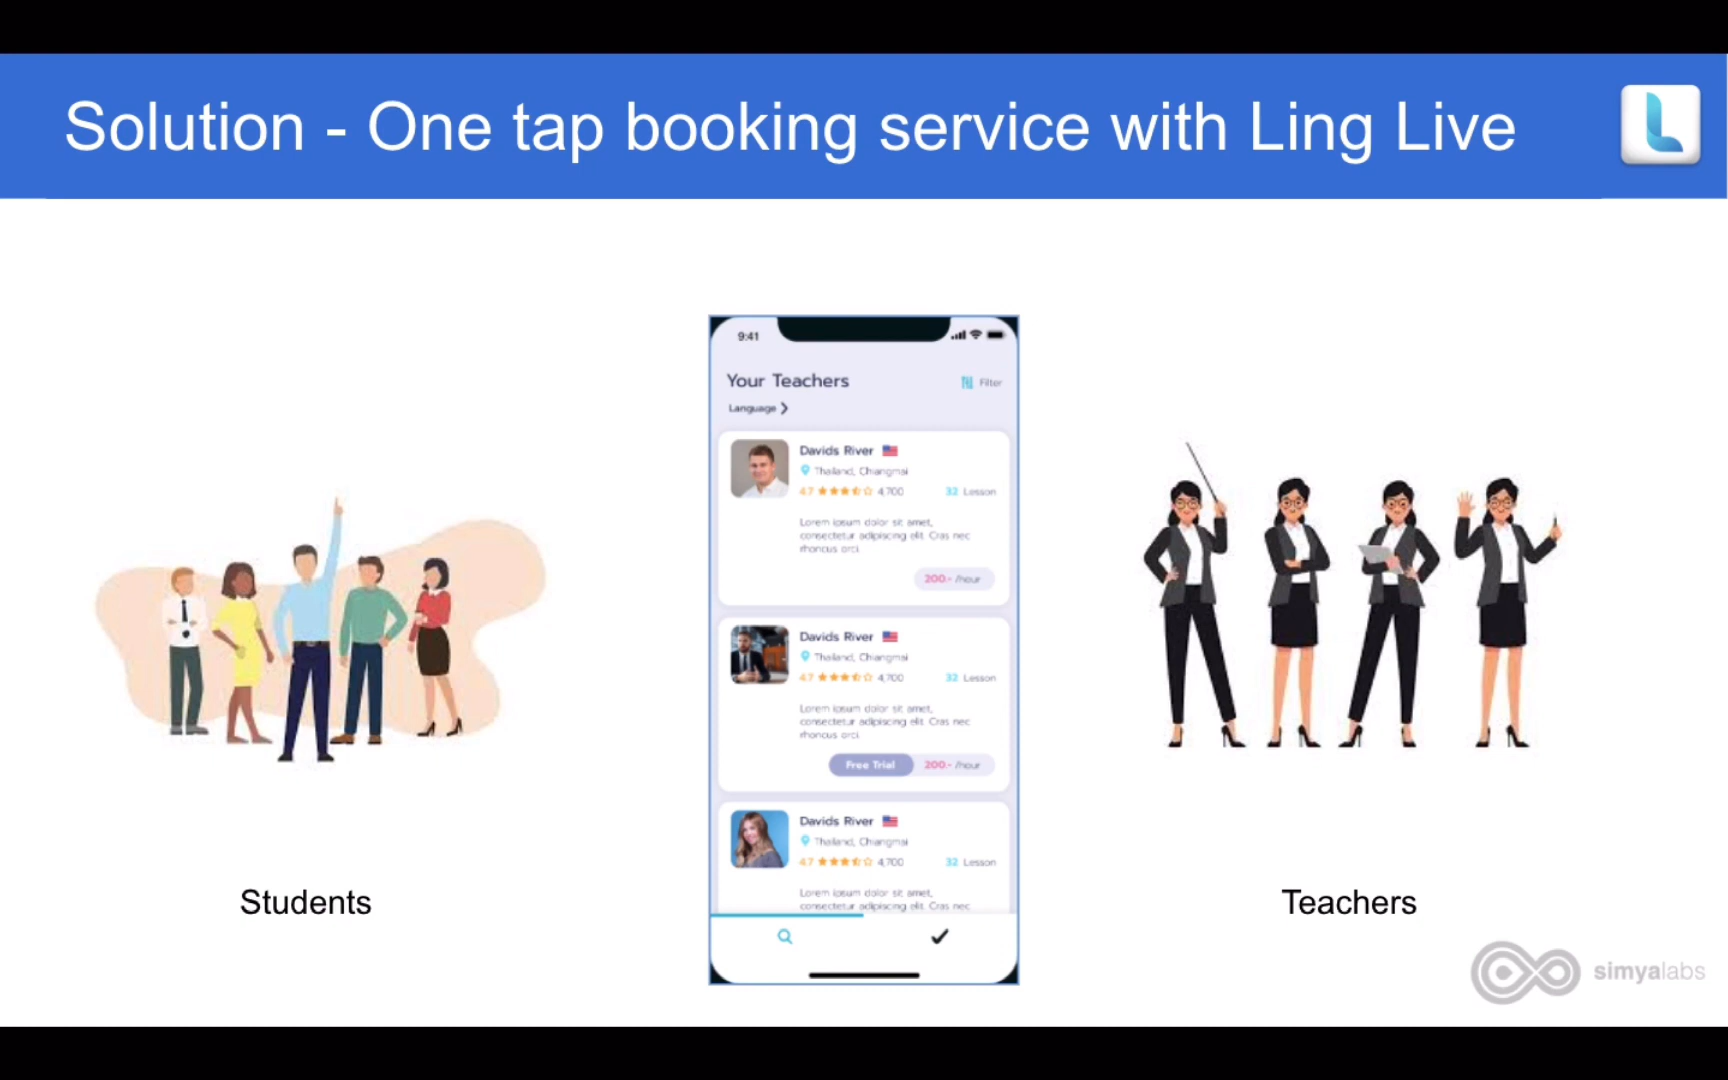 Solution - One tap booking service with Ling Live
9:41
Your Teachers
Filter
Language
Davids River
Thailand, Chiangmai
4.7 4,700 32 Lesson
Lorem ipsum dolor sit amet,
consectetur adipiscing elit. Cras nec
rhoncus orci.
200.- /hour
Davids River
Thailand, Chiangmai
4.7 4,700 32 Lesson
Lorem ipsum dolor sit amet,
consectetur adipiscing elit. Cras nec
rhoncus orci.
Free Trial 200.- /hour
Davids River
Thailand, Chiangmai
4.7 4,700 32 Lesson
Lorem ipsum dolor sit amet,
consectetur adipiscing elit. Cras nec
Students
Teachers
simyalabs